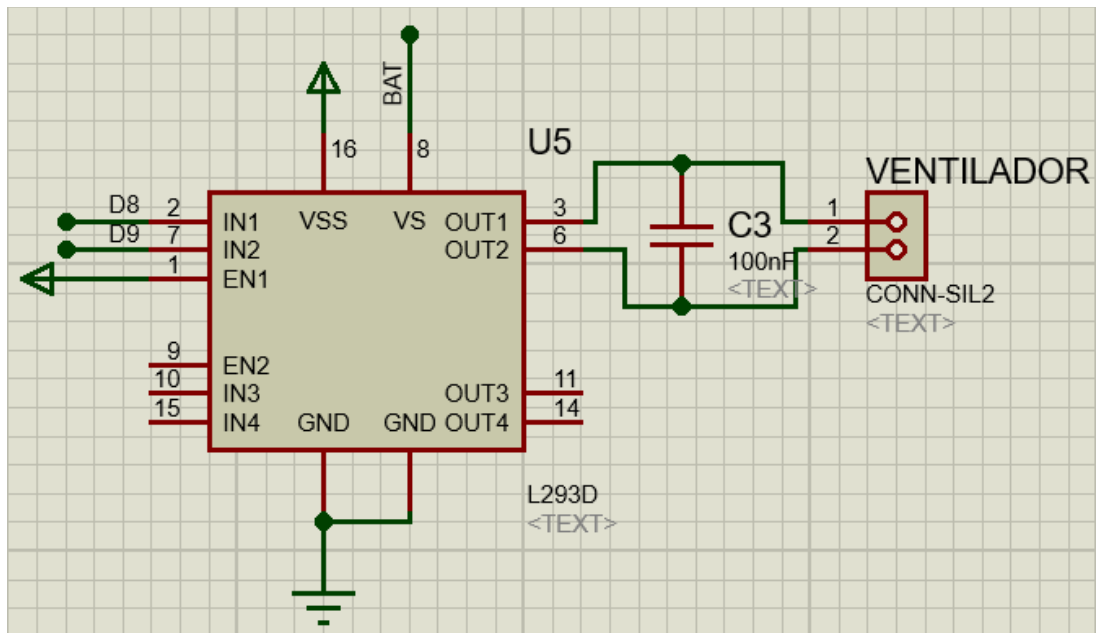 BAT
16
8
U5
VENTILADOR
D8
2
IN1
VSS
VS
OUT1
3
1
D9
7
IN2
OUT2
6
C3
2
1
EN1
100nF
<TEXT>
CONN-SIL2
<TEXT>
9
EN2
10
IN3
OUT3
11
15
IN4
GND
GND
OUT4
14
L293D
<TEXT>